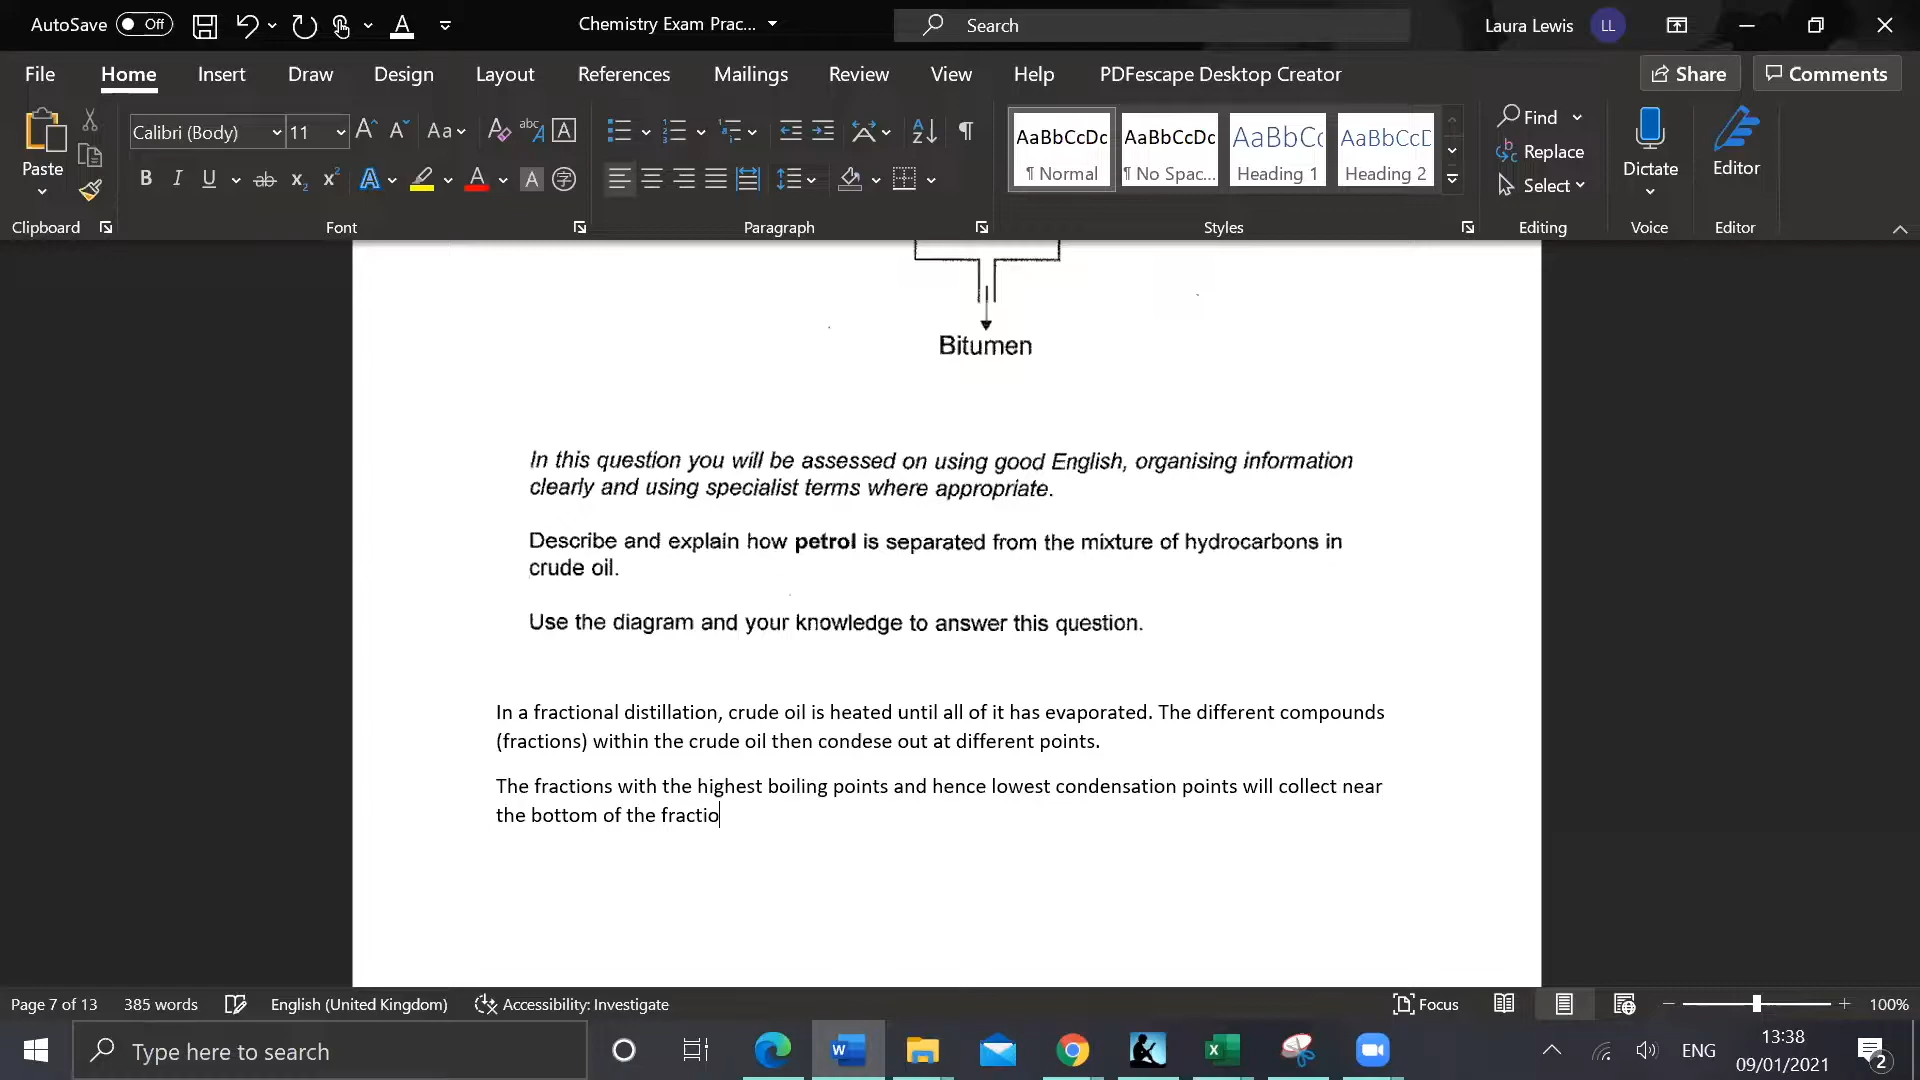 AutoSave Off Chemistry Exam Prac... Search Laura Lewis LL
File Home Insert Draw Design Layout References Mailings Review View Help PDFescape Desktop Creator Share Comments
Paste Calibri (Body) 11 Aa Find Replace Select Dictate Editor
AaBbCcDc AaBbCcDc AaBbCc AaBbCcD
¶ Normal ¶ No Spac... Heading 1 Heading 2
Clipboard Font Paragraph Styles Editing Voice Editor
Bitumen
In this question you will be assessed on using good English, organising information
clearly and using specialist terms where appropriate.
Describe and explain how petrol is separated from the mixture of hydrocarbons in
crude oil.
Use the diagram and your knowledge to answer this question.
In a fractional distillation, crude oil is heated until all of it has evaporated. The different compounds
(fractions) within the crude oil then condese out at different points.
The fractions with the highest boiling points and hence lowest condensation points will collect near
the bottom of the fractio
Page 7 of 13 385 words English (United Kingdom) Accessibility: Investigate Focus 100%
Type here to search ENG 13:38
09/01/2021 2